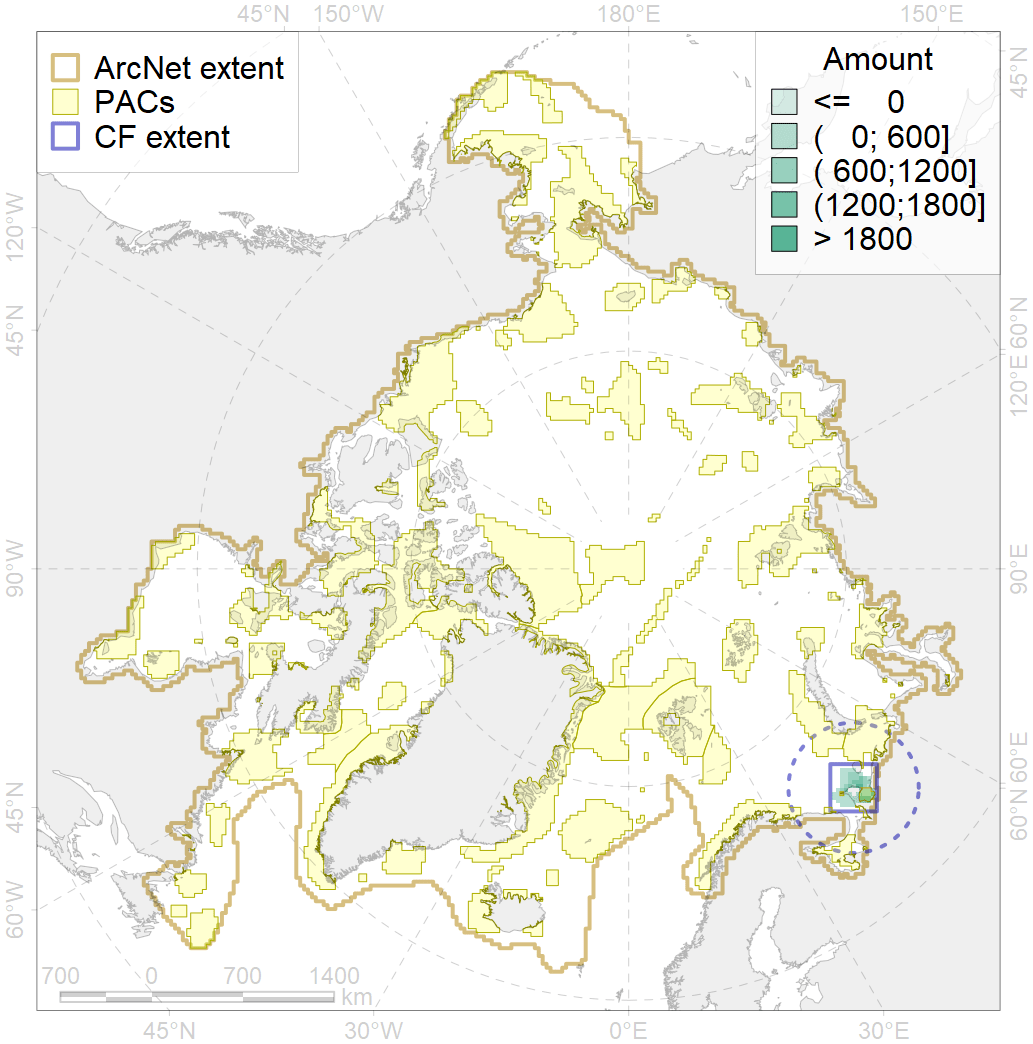 45°N 150°W 180°E 150°E
ArcNet extent
PACs
CF extent
Amount
<= 0
( 0; 600]
( 600;1200]
(1200;1800]
> 1800
45°N
120°W
45°N
60°N
120°E
90°W
90°E
60°N
45°N
60°E
60°N
60°W
700 0 700 1400
km
45°W 30°W 0°E 30°E